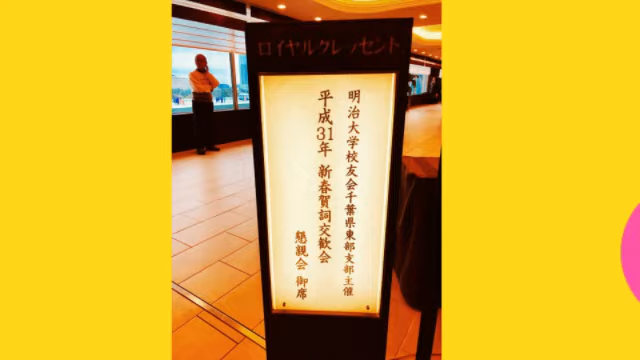 ロイヤルクレッセント
明治大学校友会千葉県東部支部主催
平成31年 新春賀詞交歓会
懇親会 御席